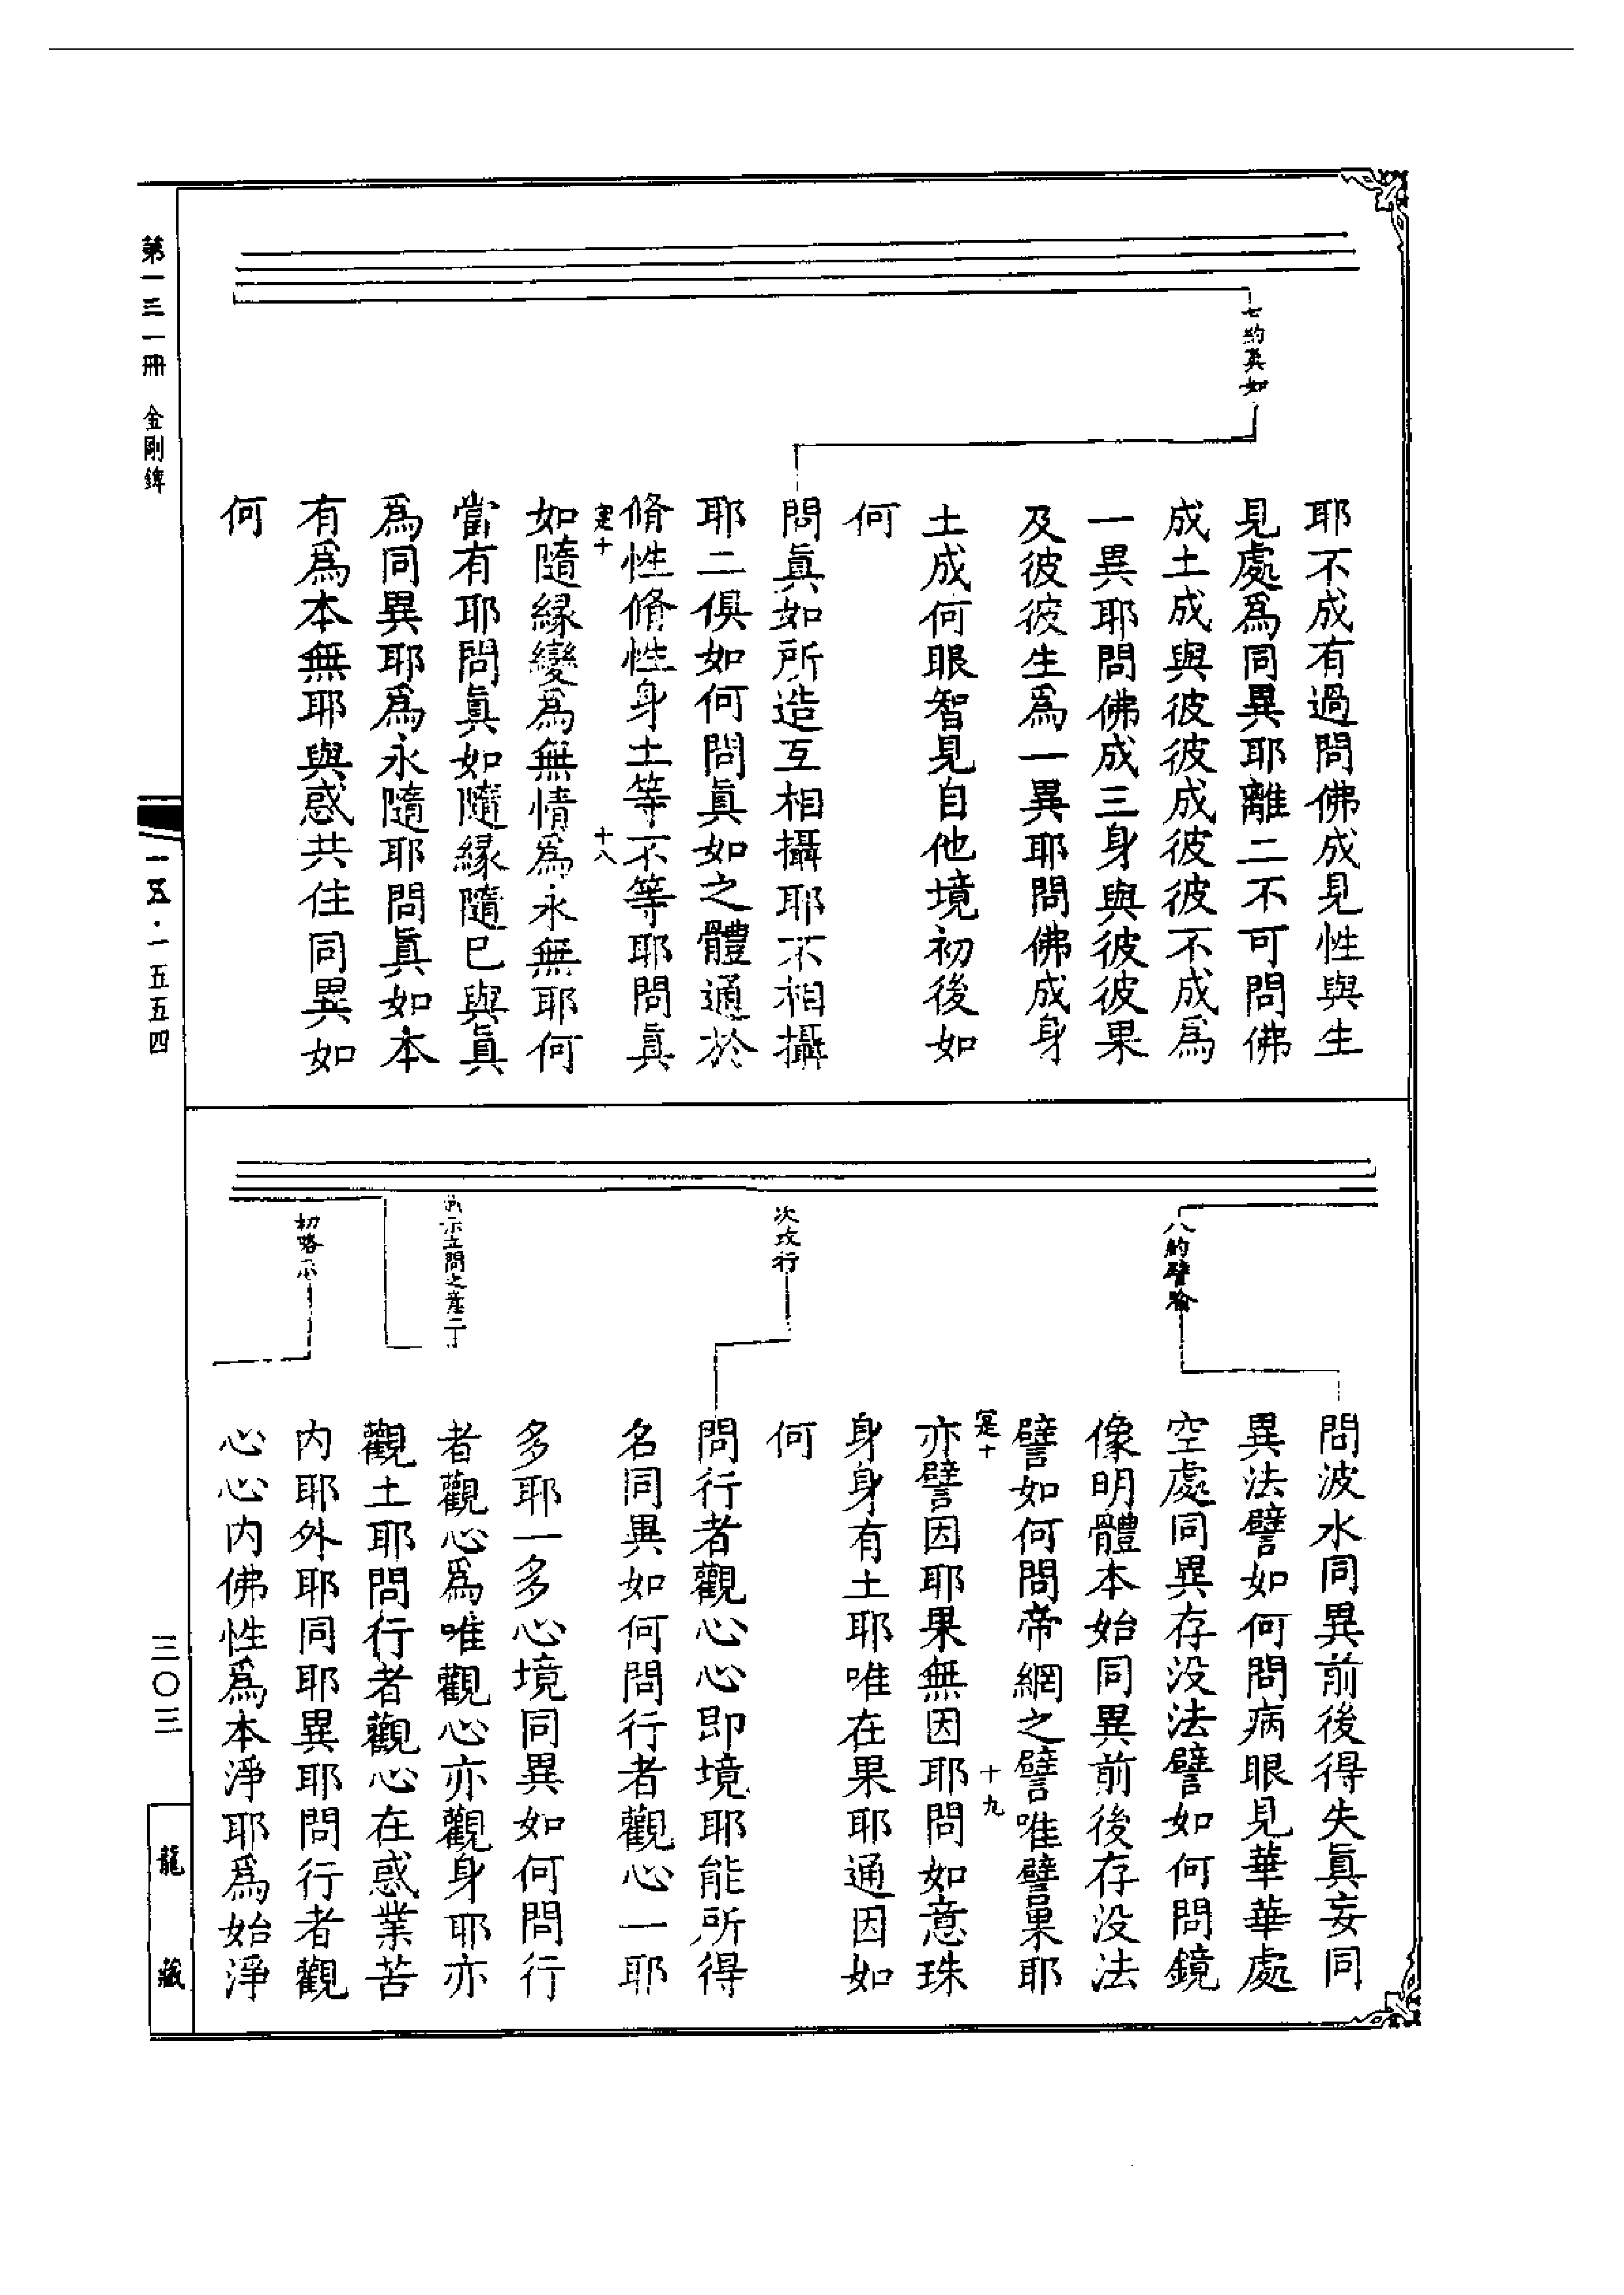 耶不成有過問佛成見性與生
見處爲同異耶離二不可問佛
成土成與彼彼成彼彼不成爲
一異耶問佛成三身與彼彼果
及彼彼生爲一異耶問佛成身
土成何眼智見自他境初後如
何
七約眞如
問眞如所造互相攝耶不相攝
耶二俱如何問眞如之體通於
脩性脩性身土等不等耶問眞
十八
如隨緣變爲無情爲永無耶何
當有耶問眞如隨緣隨已與眞
爲同異耶爲永隨耶問眞如本
有爲本無耶與惑共住同異如
何
八約譬喻
問波水同異前後得失眞妄同
異法譬如何問病眼見華華處
空處同異存没法譬如何問鏡
像明體本始同異前後存没法
譬如何問帝網之譬唯譬果耶
十九
亦譬因耶果無因耶問如意珠
身身有土耶唯在果耶通因如
何
次攻行
問行者觀心心即境耶能所得
名同異如何問行者觀心一耶
多耶一多心境同異如何問行
者觀心爲唯觀心亦觀身耶亦
觀土耶問行者觀心在惑業苦
内耶外耶同耶異耶問行者觀
初略示
心心内佛性爲本淨耶爲始淨
第一三一冊 金剛錍
一五五四
三〇三
龍藏